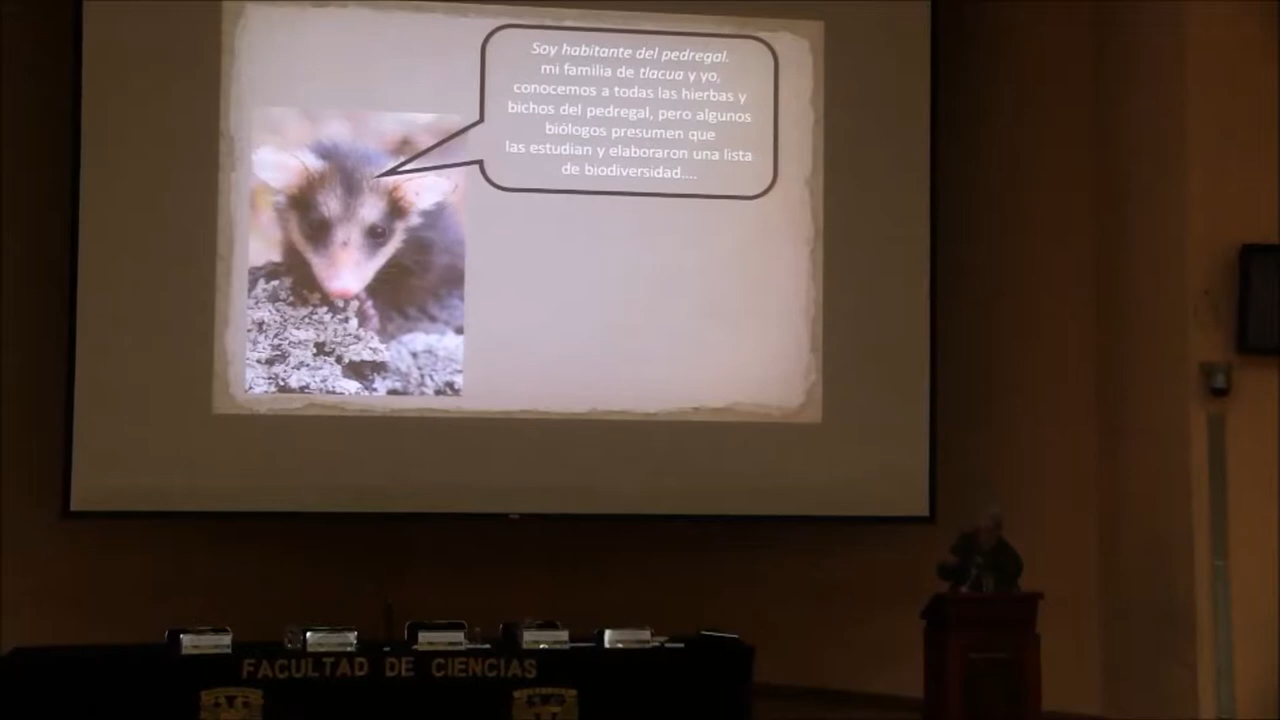 Soy habitante del pedregal.
mi familia de tlacua y yo,
conocemos a todas las hierbas y
bichos del pedregal, pero algunos
biólogos presumen que
las estudian y elaboraron una lista
de biodiversidad....
FACULTAD DE CIENCIAS